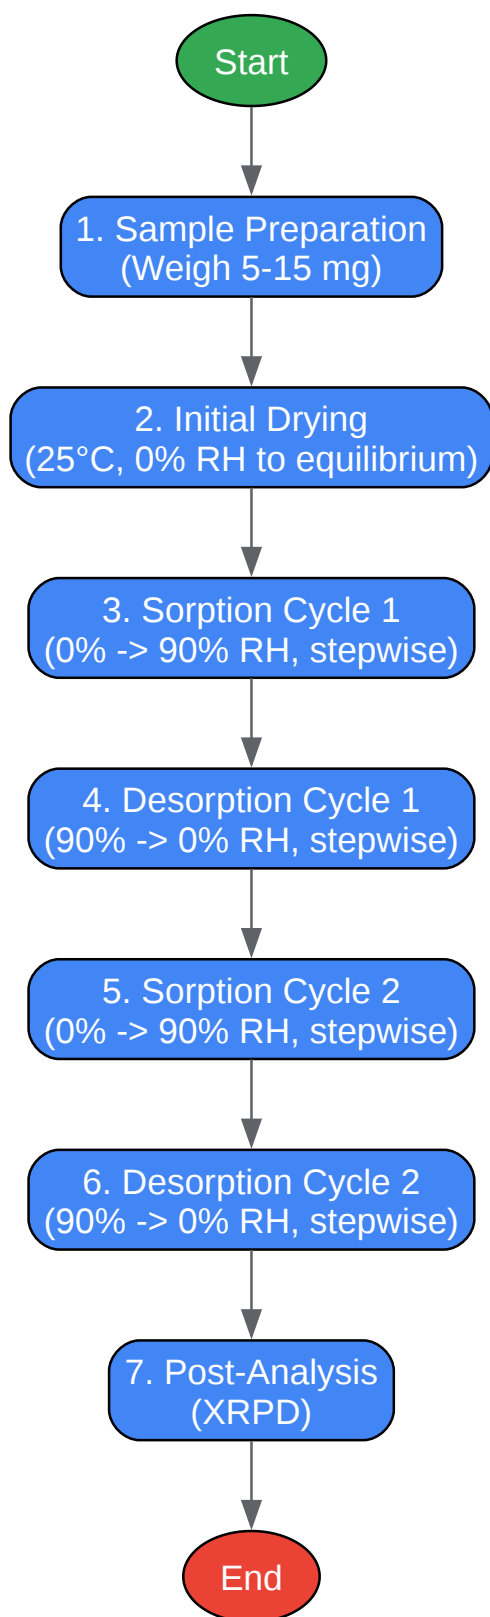 Start
1. Sample Preparation
(Weigh 5-15 mg)
2. Initial Drying
(25°C, 0% RH to equilibrium)
3. Sorption Cycle 1
(0% -> 90% RH, stepwise)
4. Desorption Cycle 1
(90% -> 0% RH, stepwise)
5. Sorption Cycle 2
(0% -> 90% RH, stepwise)
6. Desorption Cycle 2
(90% -> 0% RH, stepwise)
7. Post-Analysis
(XRPD)
End